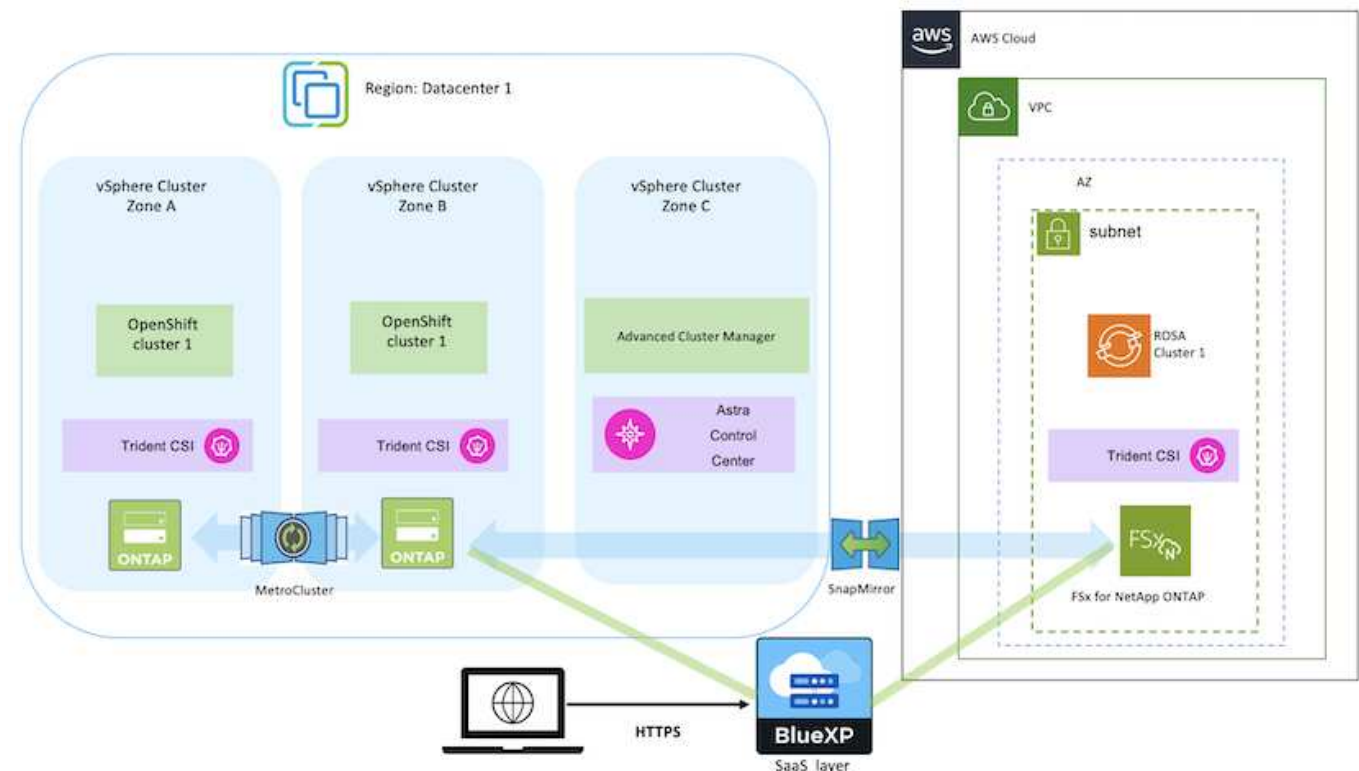 aws
AWS Cloud
Region: Datacenter 1
VPC
vSphere Cluster
Zone A
vSphere Cluster
Zone B
vSphere Cluster
Zone C
AZ
subnet
OpenShift
cluster 1
OpenShift
cluster 1
Advanced Cluster Manager
ROSA
Cluster 1
Trident CSI
Trident CSI
Astra
Control
Center
Trident CSI
ONTAP
ONTAP
MetroCluster
SnapMirror
FSx
N
FSx for NetApp ONTAP
HTTPS
BlueXP
SaaS layer